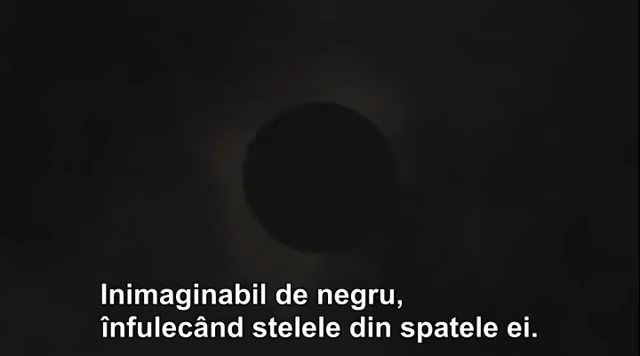 Inimaginabil de negru,
înfulecând stelele din spatele ei.